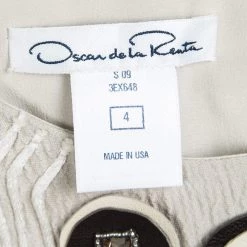 Oscar de la Renta
S 09
3EX648
4
MADE IN USA